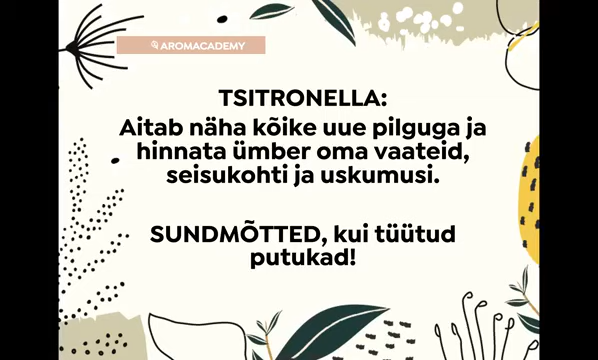 AROMACADEMY
TSITRONELLA:
Aitab näha kõike uue pilguga ja
hinnata ümber oma vaateid,
seisukohti ja uskumusi.
SUNDMÕTTED, kui tüütud
putukad!